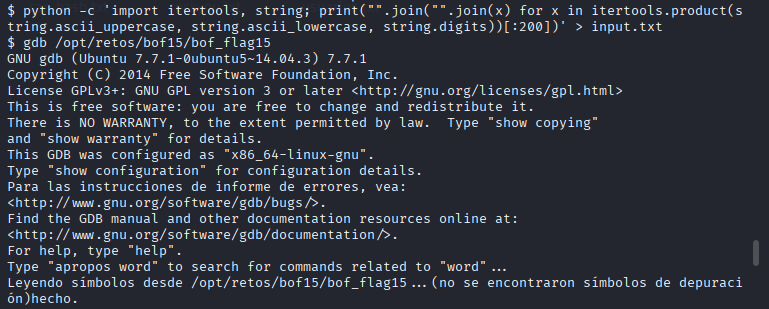 $ python -c 'import itertools, string; print("".join("".join(x) for x in itertools.product(s
tring.ascii_uppercase, string.ascii_lowercase, string.digits))[:200])' > input.txt
$ gdb /opt/retos/bof15/bof_flag15
GNU gdb (Ubuntu 7.7.1-0ubuntu5~14.04.3) 7.7.1
Copyright (C) 2014 Free Software Foundation, Inc.
License GPLv3+: GNU GPL version 3 or later <http://gnu.org/licenses/gpl.html>
This is free software: you are free to change and redistribute it.
There is NO WARRANTY, to the extent permitted by law.  Type "show copying"
and "show warranty" for details.
This GDB was configured as "x86_64-linux-gnu".
Type "show configuration" for configuration details.
Para las instrucciones de informe de errores, vea:
<http://www.gnu.org/software/gdb/bugs/>.
Find the GDB manual and other documentation resources online at:
<http://www.gnu.org/software/gdb/documentation/>.
For help, type "help".
Type "apropos word" to search for commands related to "word"...
Leyendo símbolos desde /opt/retos/bof15/bof_flag15...(no se encontraron símbolos de depuraci
ón)hecho.